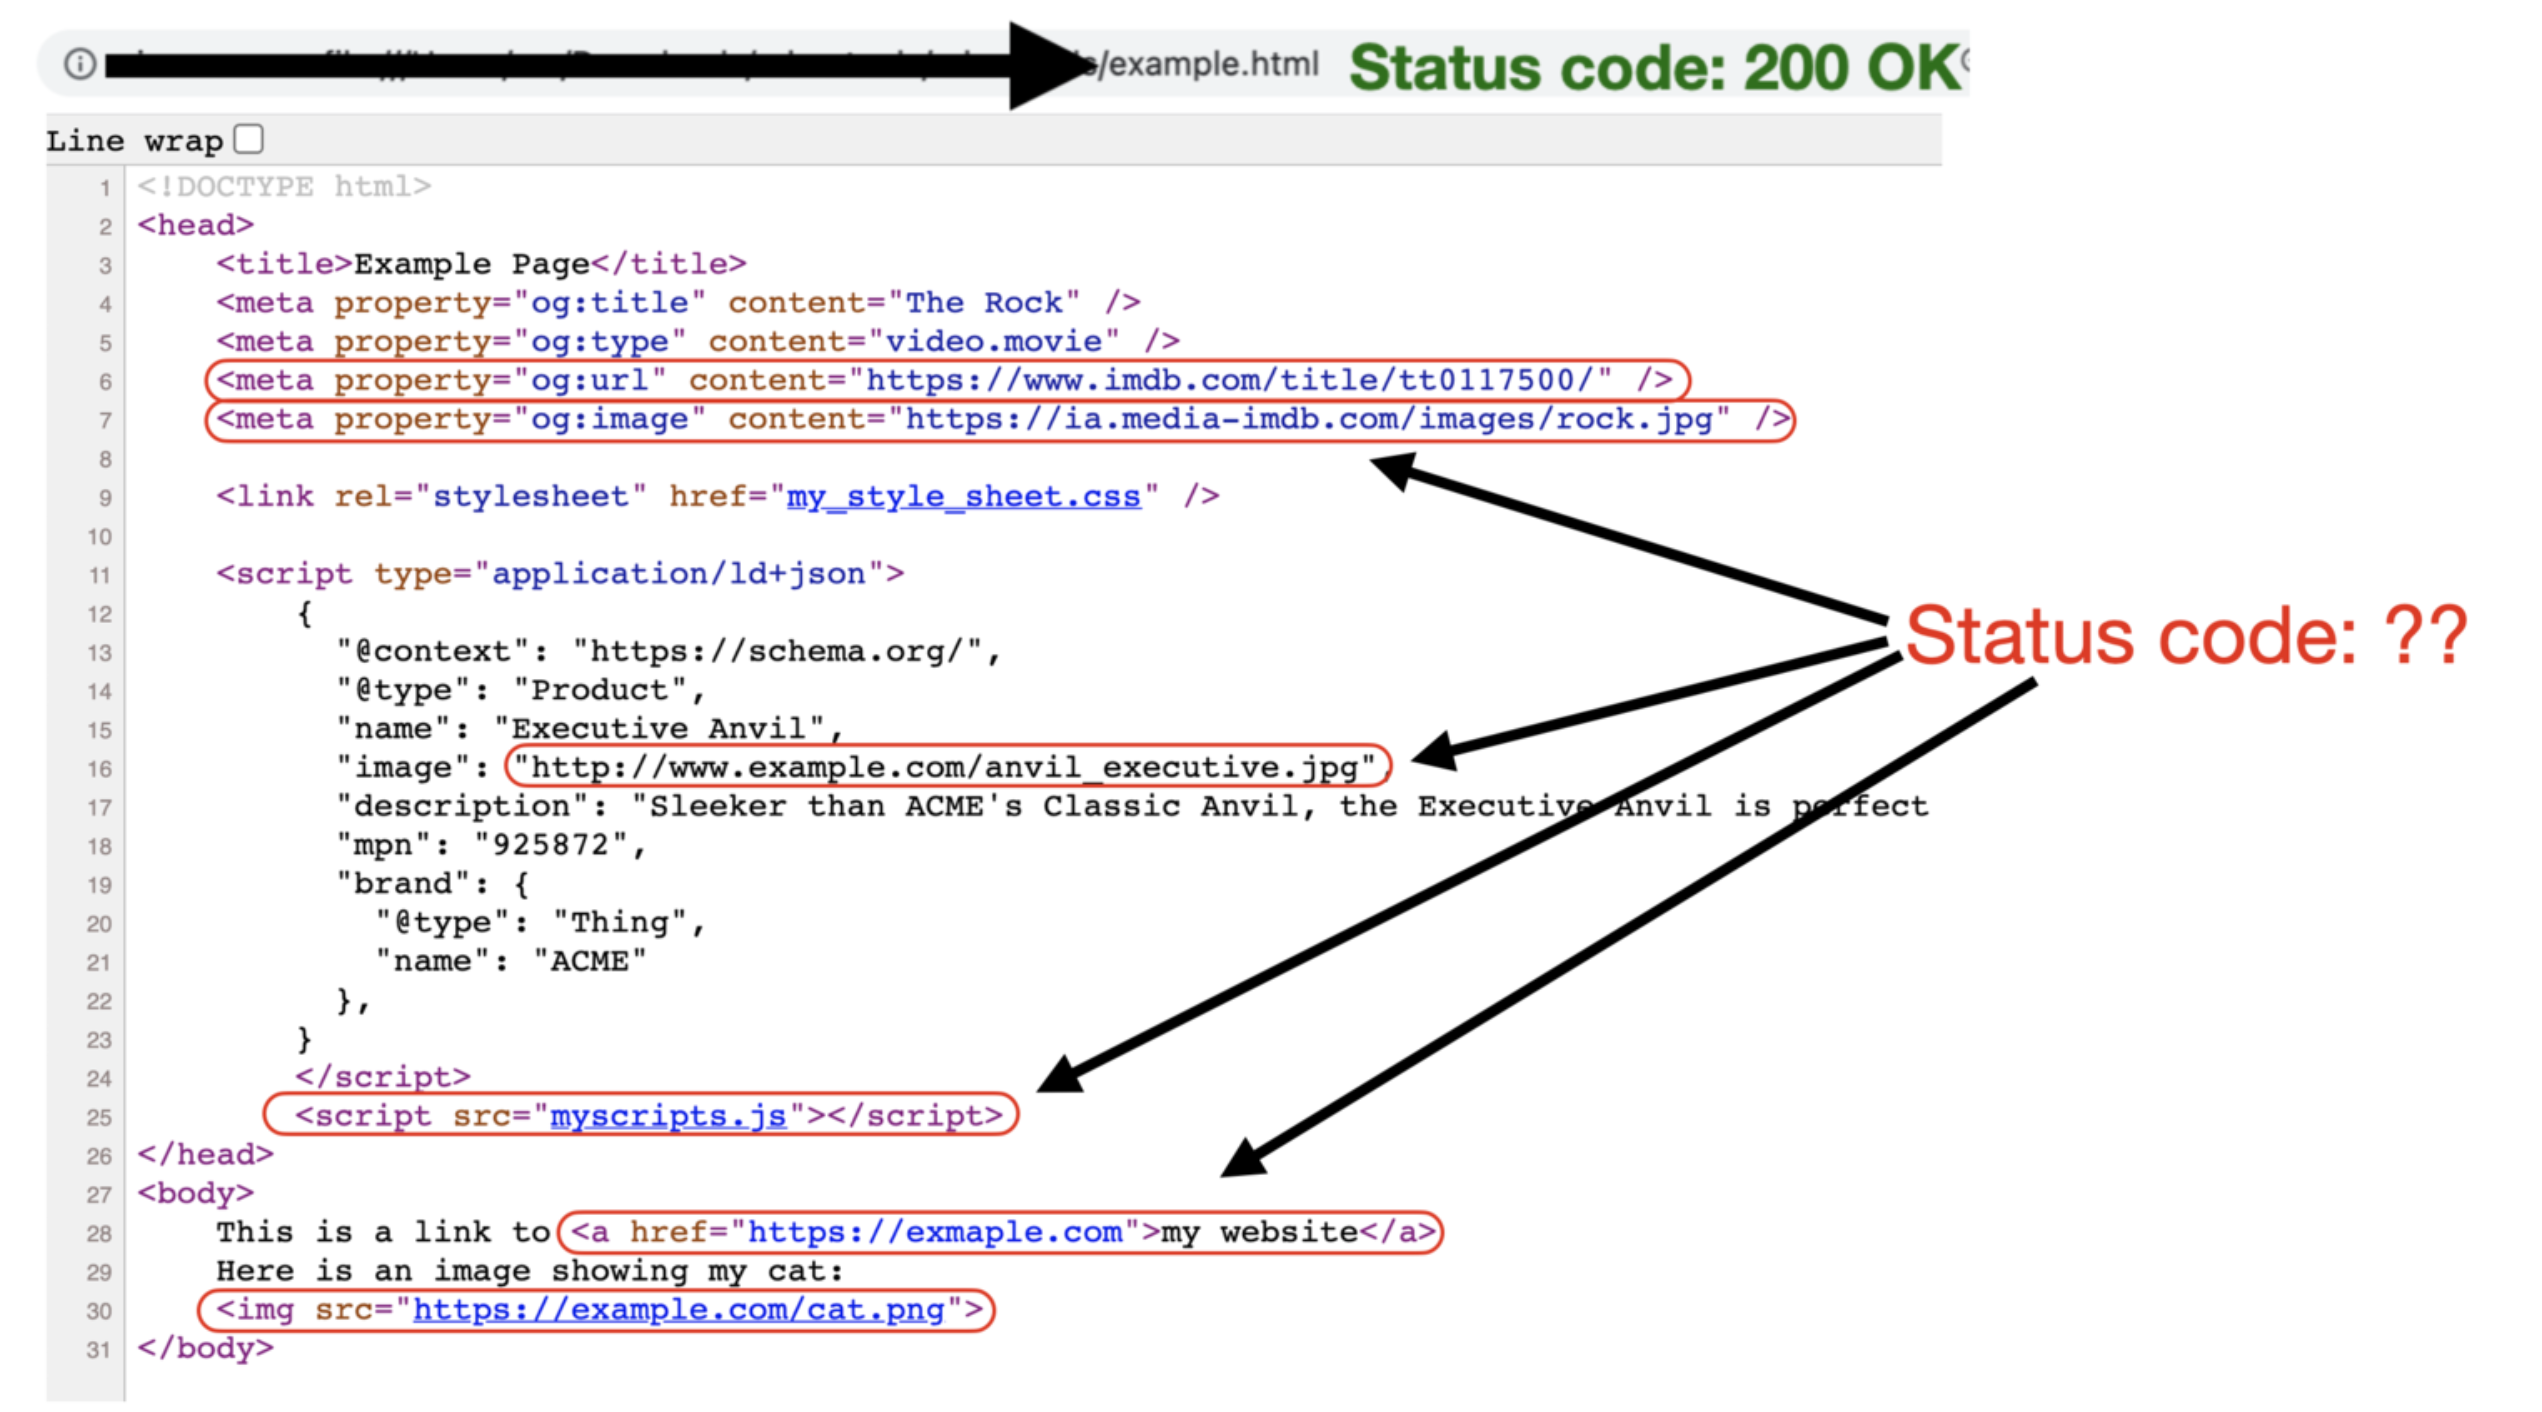 /example.html Status code: 200 OK
Line wrap
1 <!DOCTYPE html>
2 <head>
3 <title>Example Page</title>
4 <meta property="og:title" content="The Rock" />
5 <meta property="og:type" content="video.movie" />
6 <meta property="og:url" content="https://www.imdb.com/title/tt0117500/" />
7 <meta property="og:image" content="https://ia.media-imdb.com/images/rock.jpg" />
8
9 <link rel="stylesheet" href="my_style_sheet.css" />
10
11 <script type="application/ld+json">
12 {
Status code: ??
13 "@context": "https://schema.org/",
14 "@type": "Product",
15 "name": "Executive Anvil",
16 "image": "http://www.example.com/anvil_executive.jpg",
17 "description": "Sleeker than ACME's Classic Anvil, the Executive Anvil is perfect
18 "mpn": "925872",
19 "brand": {
20 "@type": "Thing",
21 "name": "ACME"
22 },
23 }
24 </script>
25 <script src="myscripts.js"></script>
26 </head>
27 <body>
28 This is a link to <a href="https://exmaple.com">my website</a>
29 Here is an image showing my cat:
30 <img src="https://example.com/cat.png">
31 </body>